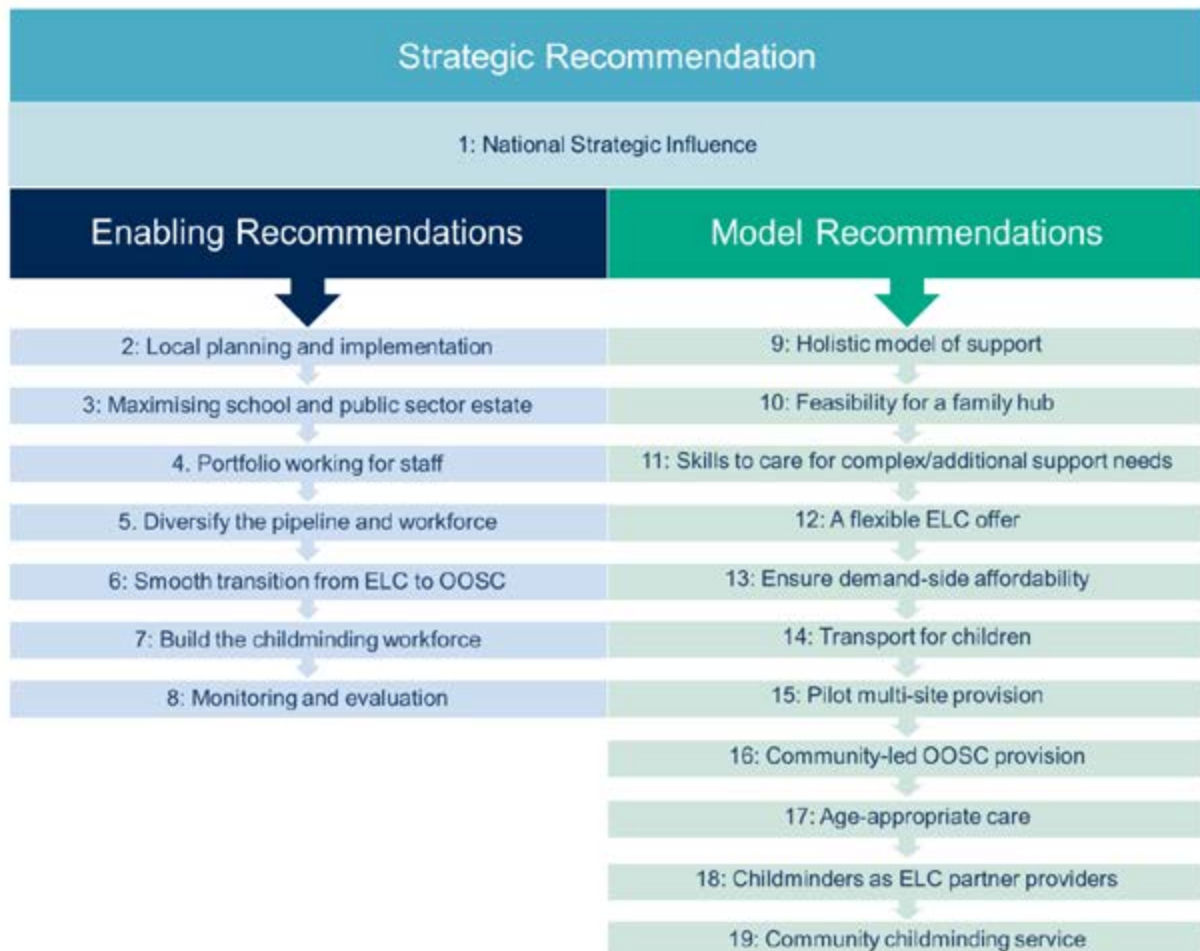 Strategic Recommendation
1: National Strategic Influence
Enabling Recommendations
2: Local planning and implementation
3: Maximising school and public sector estate
4. Portfolio working for staff
5. Diversify the pipeline and workforce
6: Smooth transition from ELC to OOSC
7: Build the childminding workforce
8: Monitoring and evaluation
Model Recommendations
9: Holistic model of support
10: Feasibility for a family hub
11: Skills to care for complex/additional support needs
12: A flexible ELC offer
13: Ensure demand-side affordability
14: Transport for children
15: Pilot multi-site provision
16: Community-led OOSC provision
17: Age-appropriate care
18: Childminders as ELC partner providers
19: Community childminding service